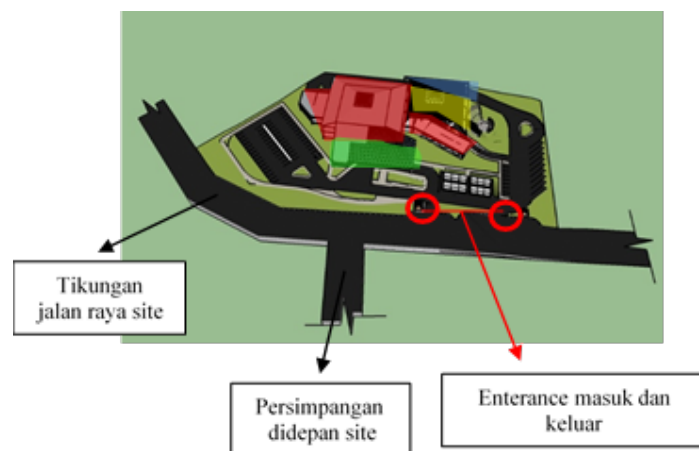 Tikungan
jalan raya site
Persimpangan
didepan site
Enterance masuk dan
keluar